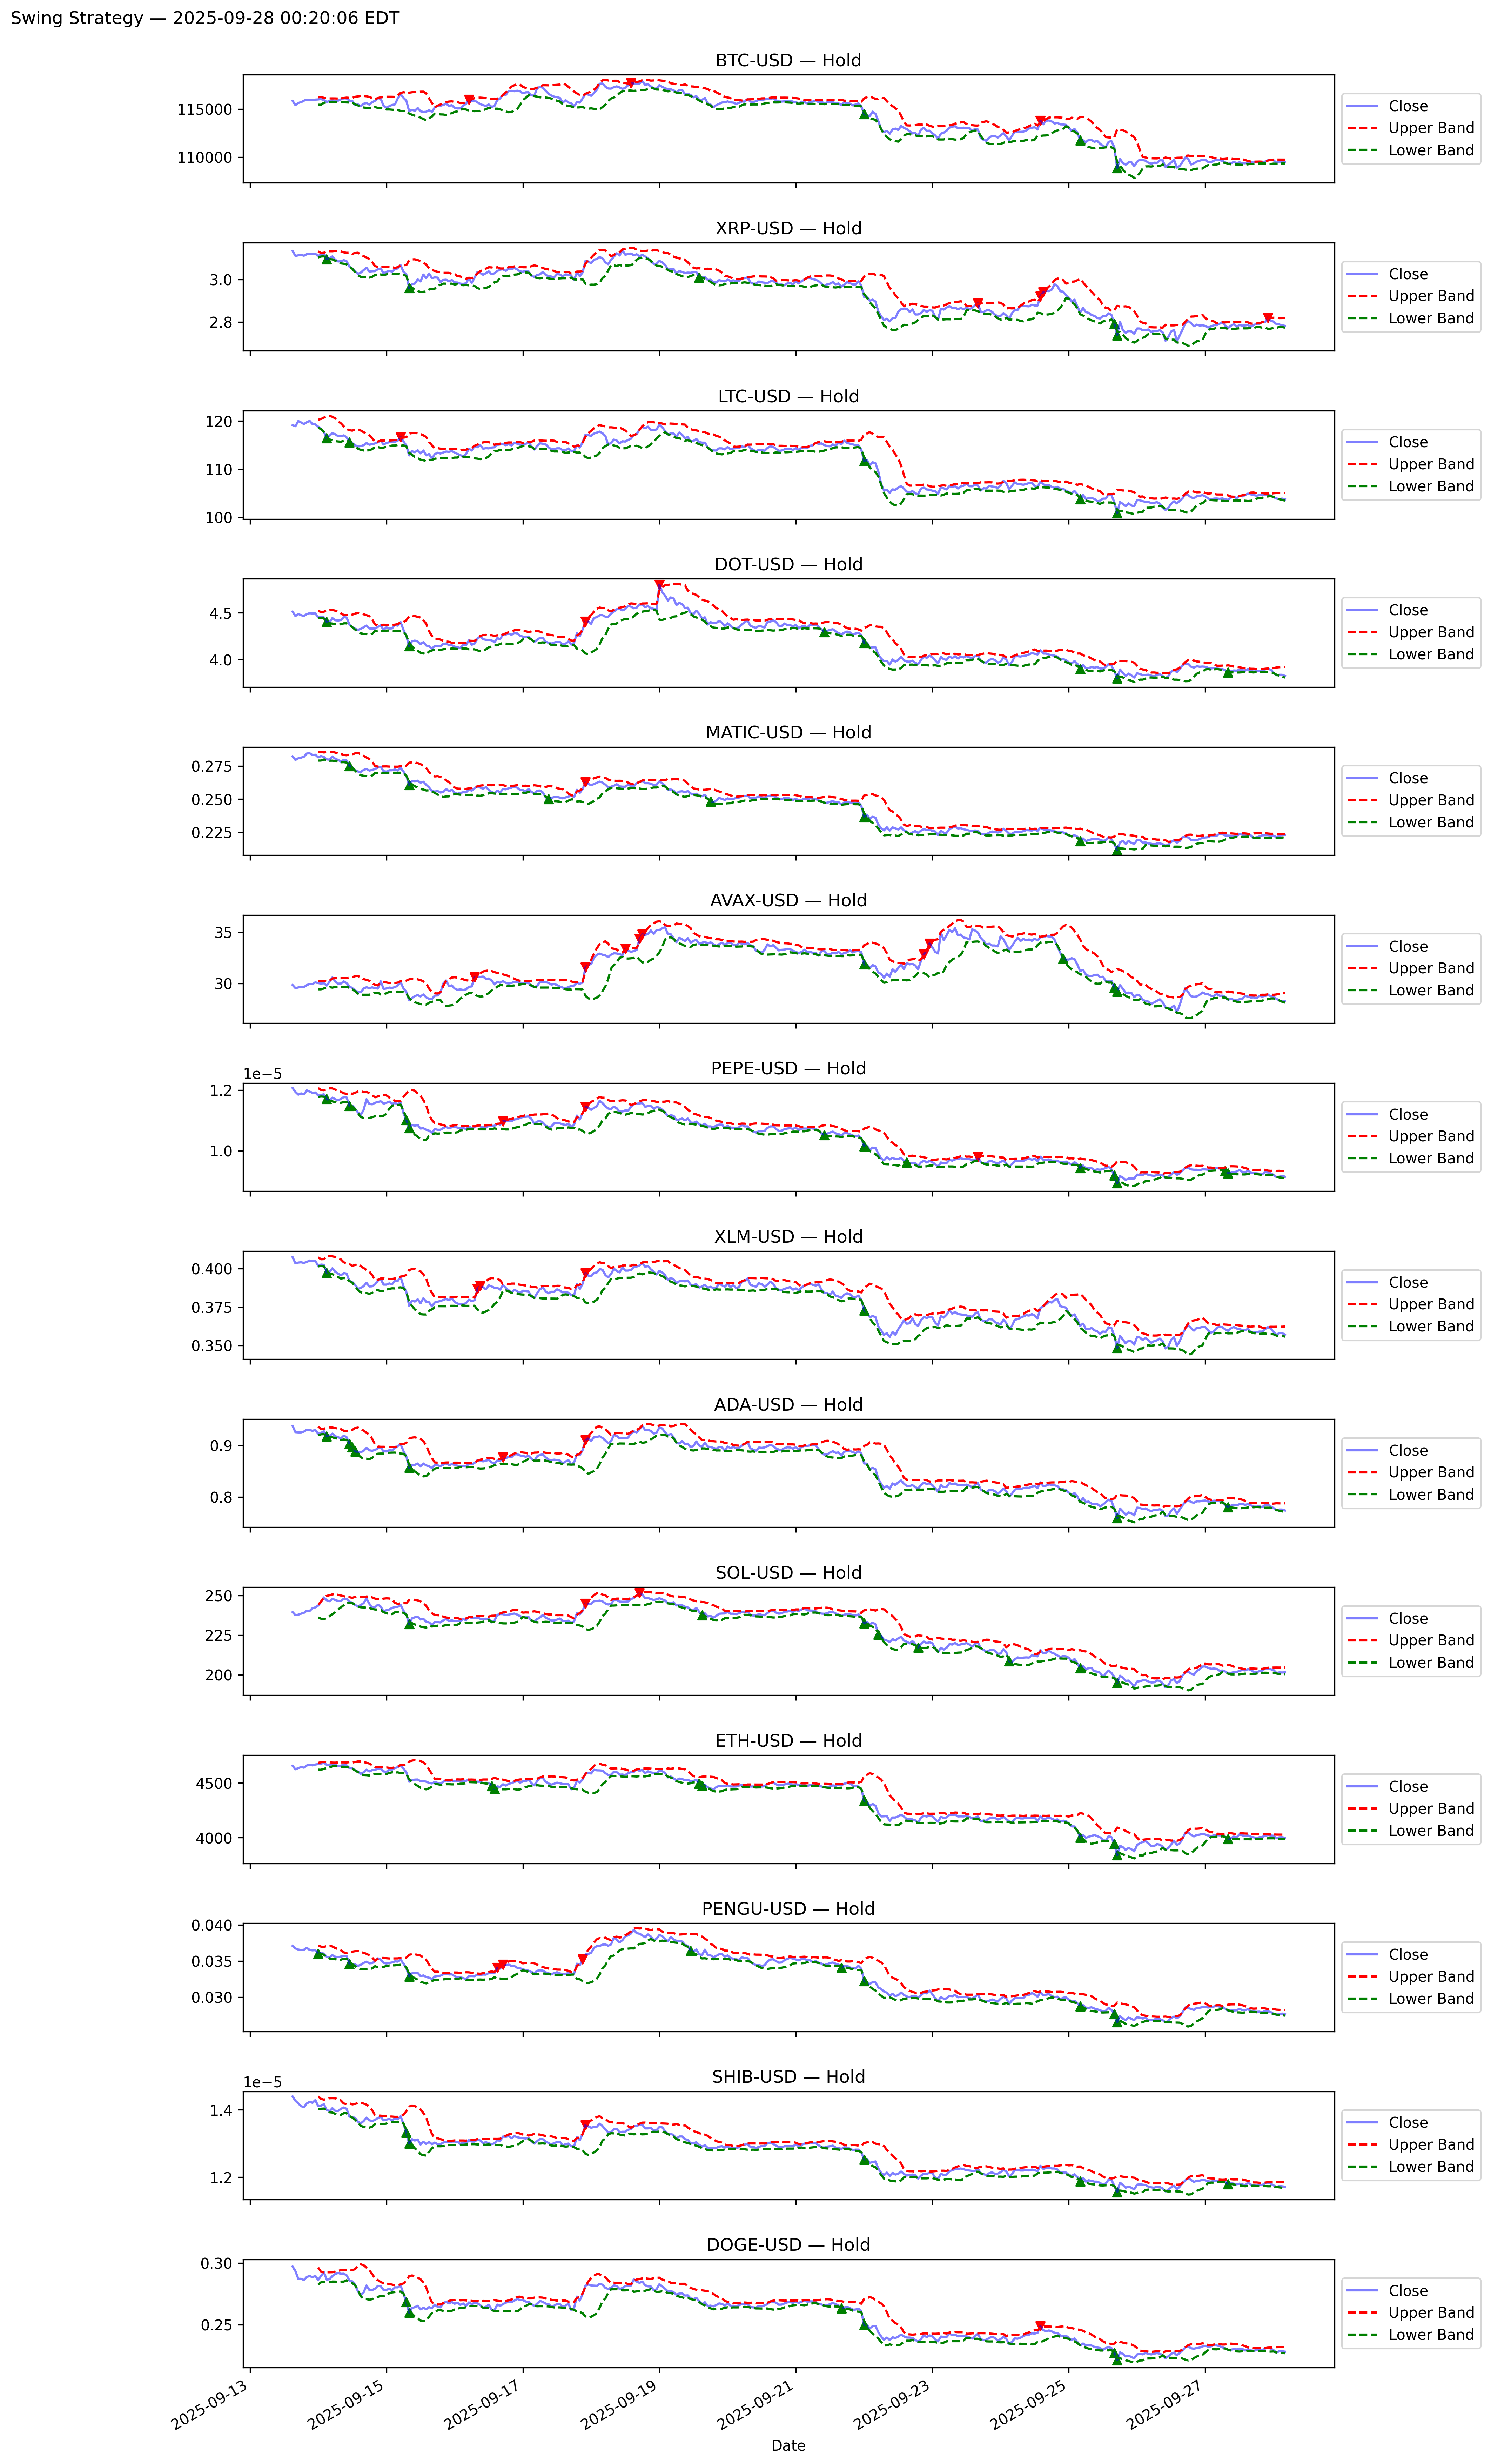 Swing Strategy — 2025-09-28 00:20:06 EDT
BTC-USD — Hold
115000
110000
Close
Upper Band
Lower Band
XRP-USD — Hold
3.0
2.8
Close
Upper Band
Lower Band
LTC-USD — Hold
120
110
100
Close
Upper Band
Lower Band
DOT-USD — Hold
4.5
4.0
Close
Upper Band
Lower Band
MATIC-USD — Hold
0.275
0.250
0.225
Close
Upper Band
Lower Band
AVAX-USD — Hold
35
30
Close
Upper Band
Lower Band
PEPE-USD — Hold
1e−5
1.2
1.0
Close
Upper Band
Lower Band
XLM-USD — Hold
0.400
0.375
0.350
Close
Upper Band
Lower Band
ADA-USD — Hold
0.9
0.8
Close
Upper Band
Lower Band
SOL-USD — Hold
250
225
200
Close
Upper Band
Lower Band
ETH-USD — Hold
4500
4000
Close
Upper Band
Lower Band
PENGU-USD — Hold
0.040
0.035
0.030
Close
Upper Band
Lower Band
SHIB-USD — Hold
1e−5
1.4
1.2
Close
Upper Band
Lower Band
DOGE-USD — Hold
0.30
0.25
Close
Upper Band
Lower Band
2025-09-13
2025-09-15
2025-09-17
2025-09-19
2025-09-21
2025-09-23
2025-09-25
2025-09-27
Date